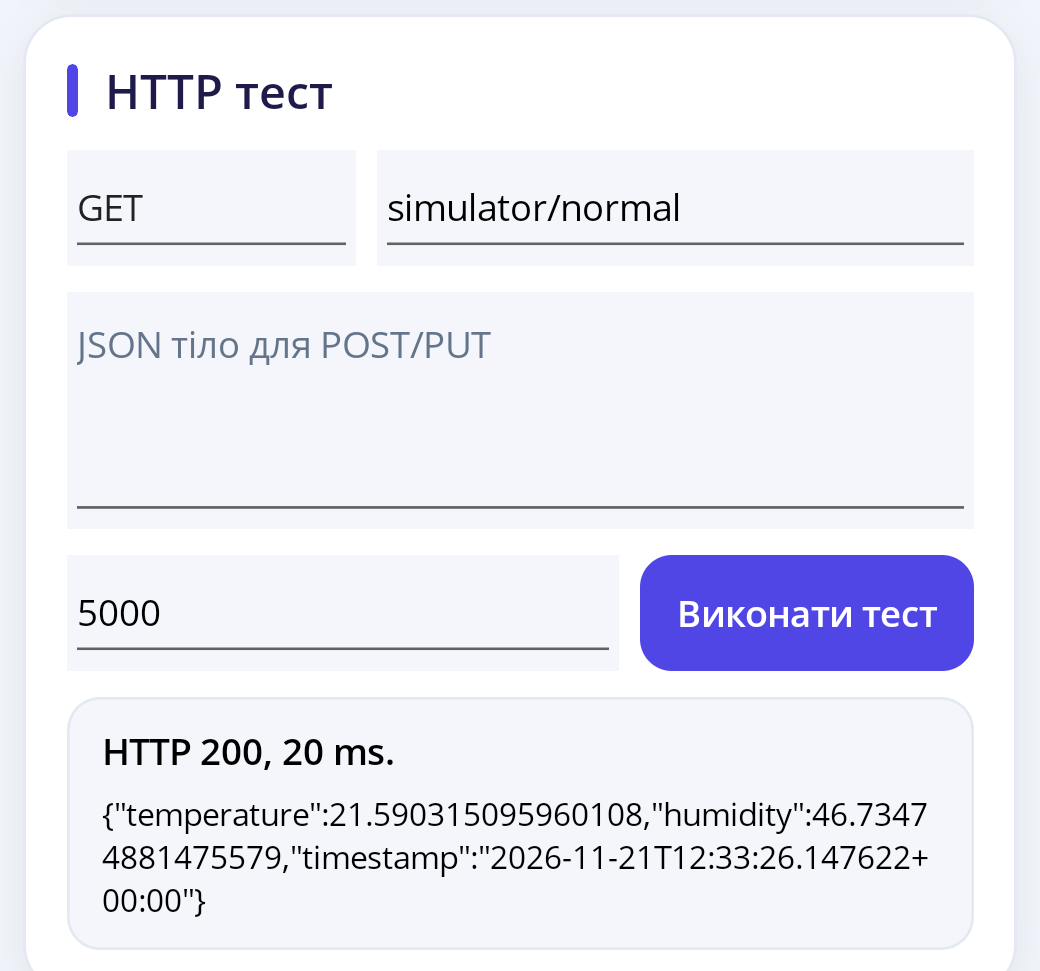 HTTP тест
GET
simulator/normal
JSON тіло для POST/PUT
5000
Виконати тест
HTTP 200, 20 ms.
{"temperature":21.590315095960108,"humidity":46.7347
4881475579,"timestamp":"2026-11-21T12:33:26.147622+
00:00"}